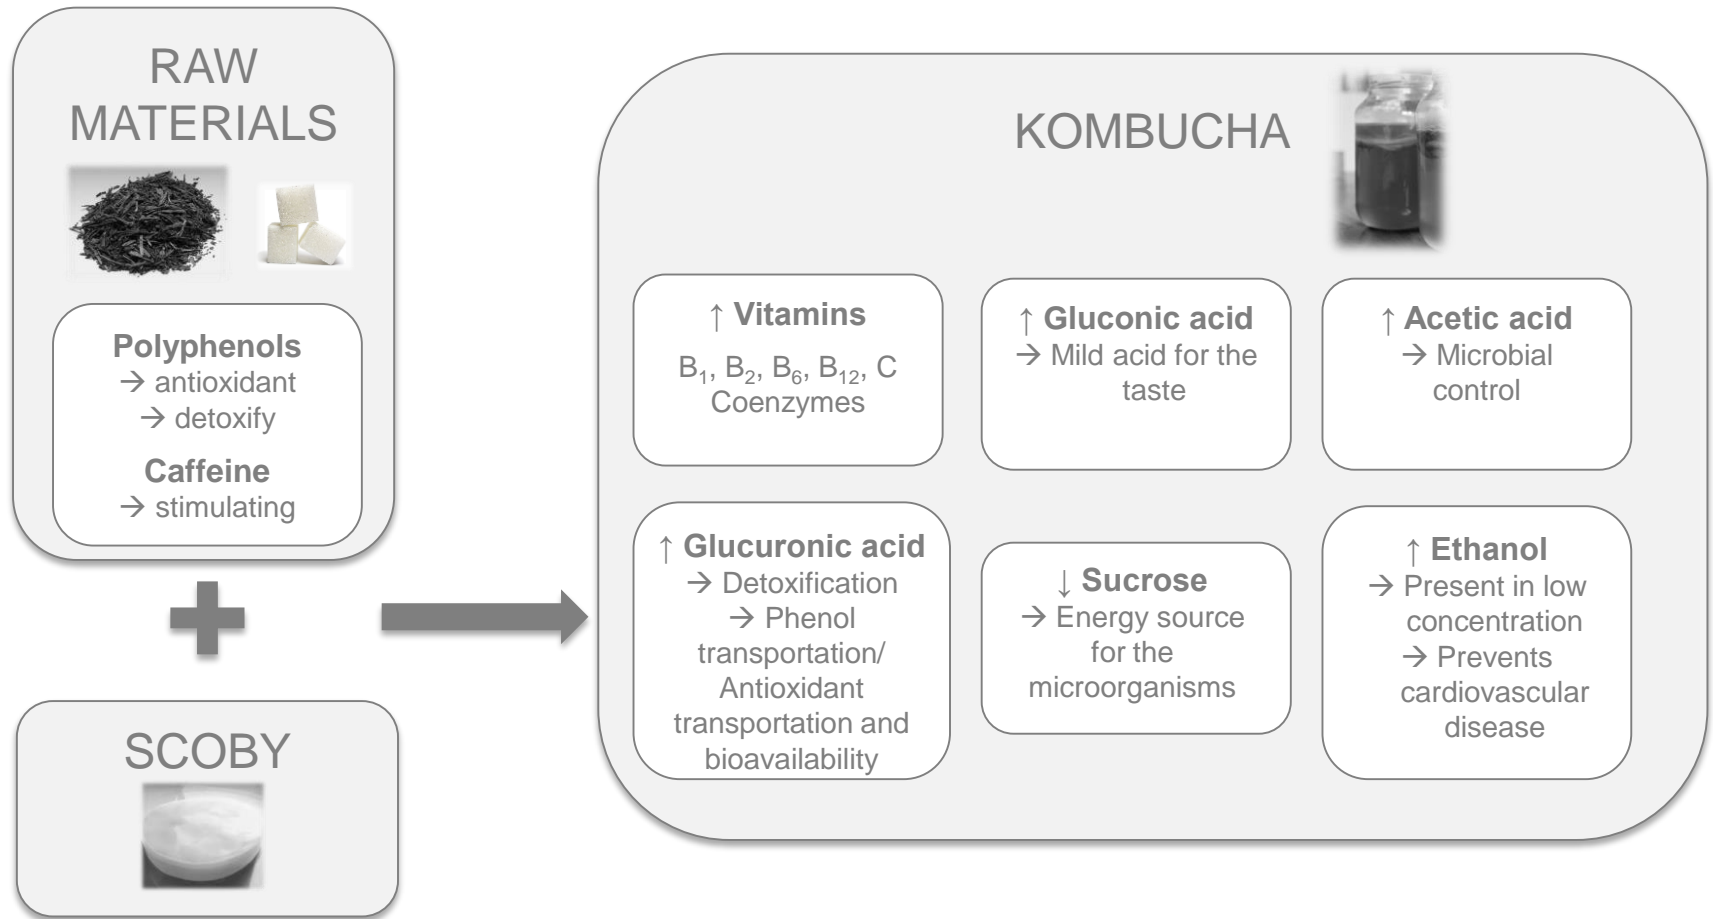 RAW
MATERIALS
Polyphenols
→ antioxidant
→ detoxify
Caffeine
→ stimulating
SCOBY
KOMBUCHA
↑ Vitamins
B₁, B₂, B₆, B₁₂, C
Coenzymes
↑ Gluconic acid
→ Mild acid for the
taste
↑ Acetic acid
→ Microbial
control
↑ Glucuronic acid
→ Detoxification
→ Phenol
transportation/
Antioxidant
transportation and
bioavailability
↓ Sucrose
→ Energy source
for the
microorganisms
↑ Ethanol
→ Present in low
concentration
→ Prevents
cardiovascular
disease